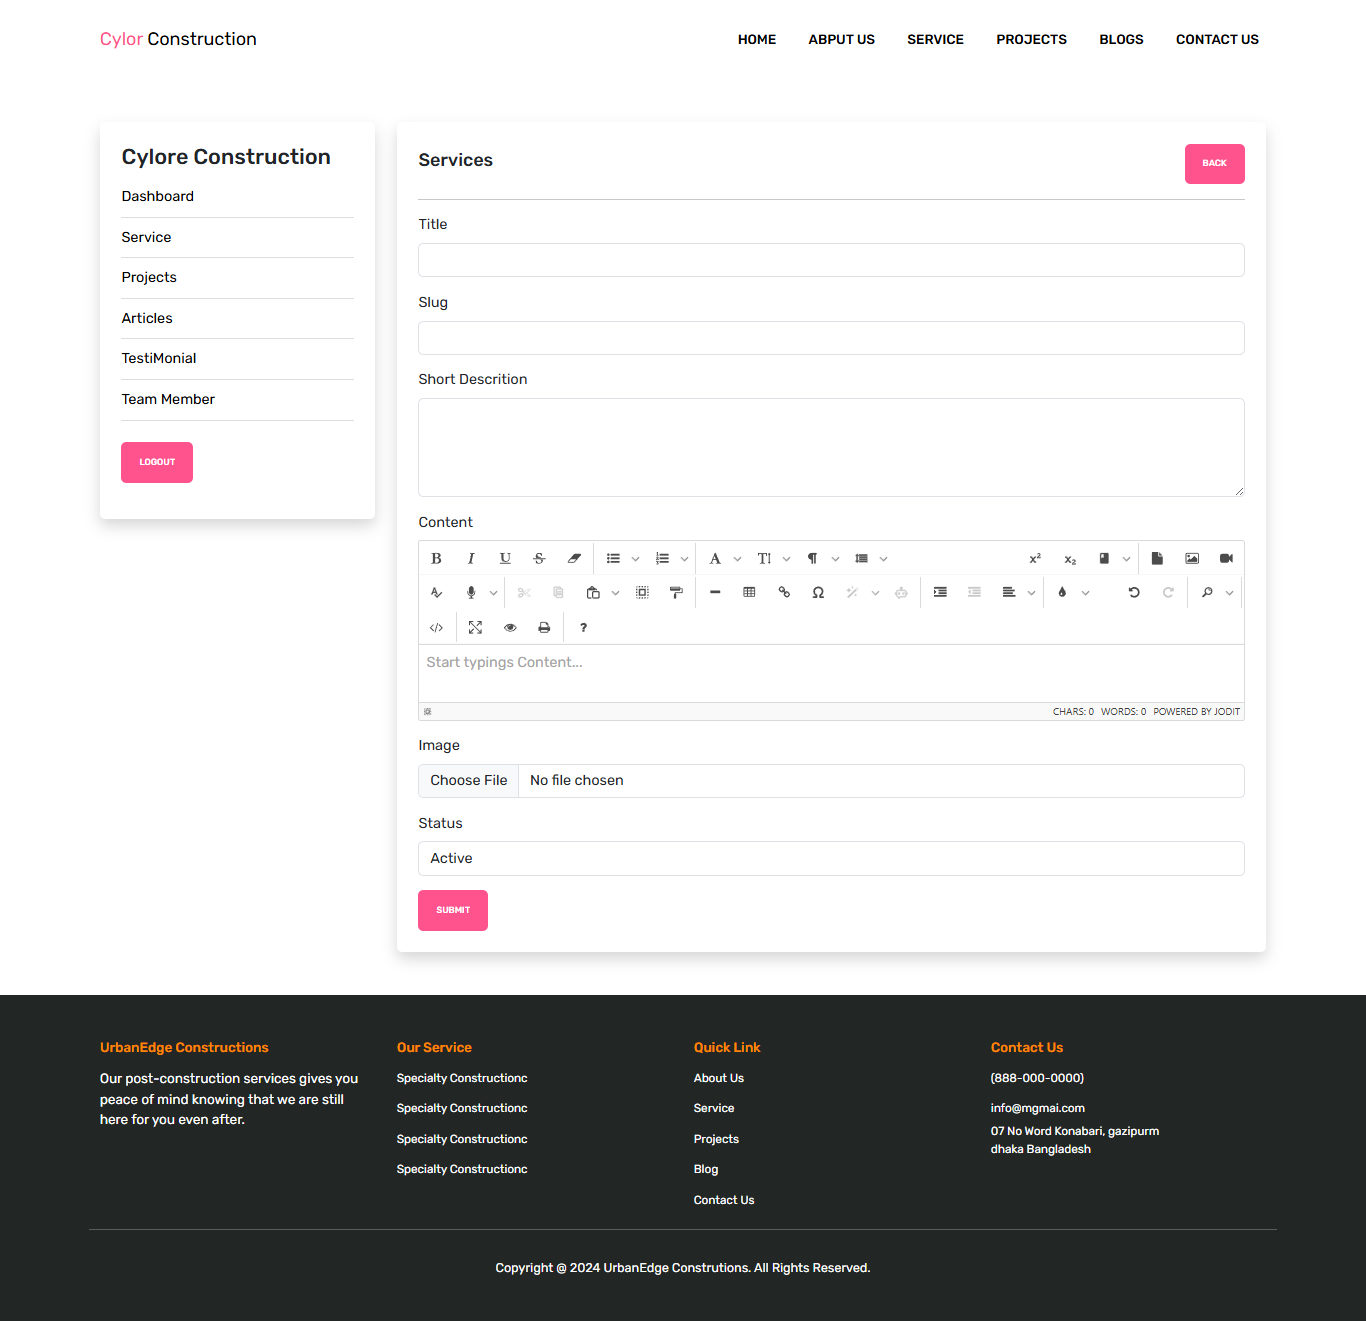 Cylor Construction
HOME ABPUT US SERVICE PROJECTS BLOGS CONTACT US
Cylore Construction
Dashboard
Service
Projects
Articles
TestiMonial
Team Member
LOGOUT
Services
BACK
Title
Slug
Short Descrition
Content
Start typings Content...
CHARS: 0 WORDS: 0 POWERED BY JODIT
Image
Choose File No file chosen
Status
Active
SUBMIT
UrbanEdge Constructions
Our post-construction services gives you
peace of mind knowing that we are still
here for you even after.
Our Service
Specialty Constructionc
Specialty Constructionc
Specialty Constructionc
Specialty Constructionc
Quick Link
About Us
Service
Projects
Blog
Contact Us
Contact Us
(888-000-0000)
info@mgmai.com
07 No Word Konabari, gazipurm
dhaka Bangladesh
Copyright @ 2024 UrbanEdge Construtions. All Rights Reserved.